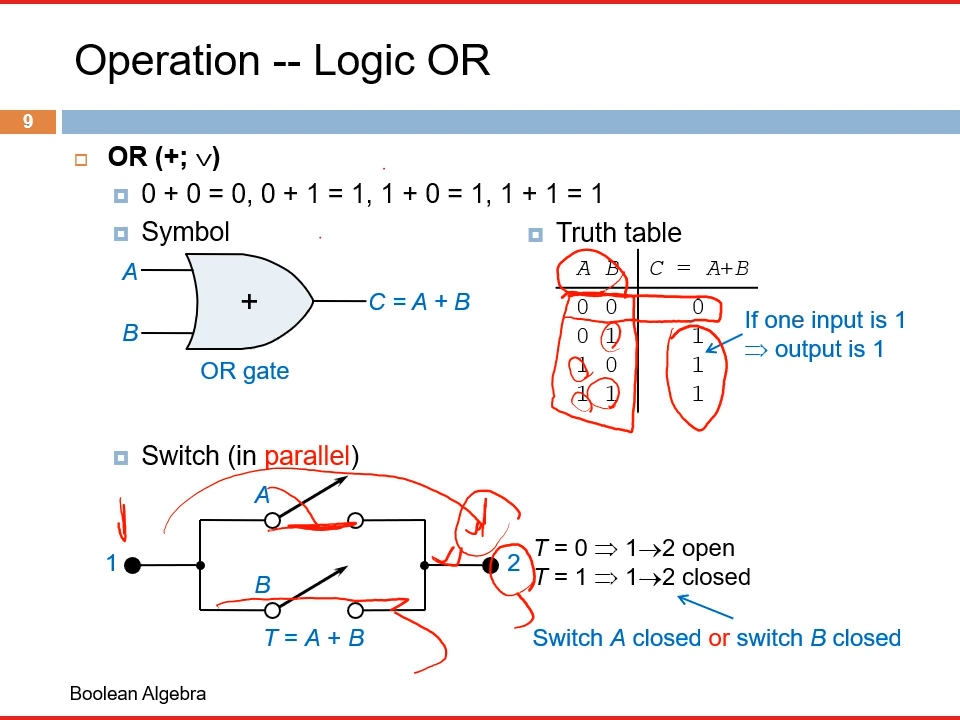 Operation -- Logic OR
9
OR (+; ∨)
0 + 0 = 0, 0 + 1 = 1, 1 + 0 = 1, 1 + 1 = 1
Symbol
A
B
+
C = A + B
OR gate
Truth table
A B C = A+B
0 0 0
0 1 1
1 0 1
1 1 1
If one input is 1
⇒ output is 1
Switch (in parallel)
A
1
2
B
T = A + B
T = 0 ⇒ 1→2 open
T = 1 ⇒ 1→2 closed
Switch A closed or switch B closed
Boolean Algebra